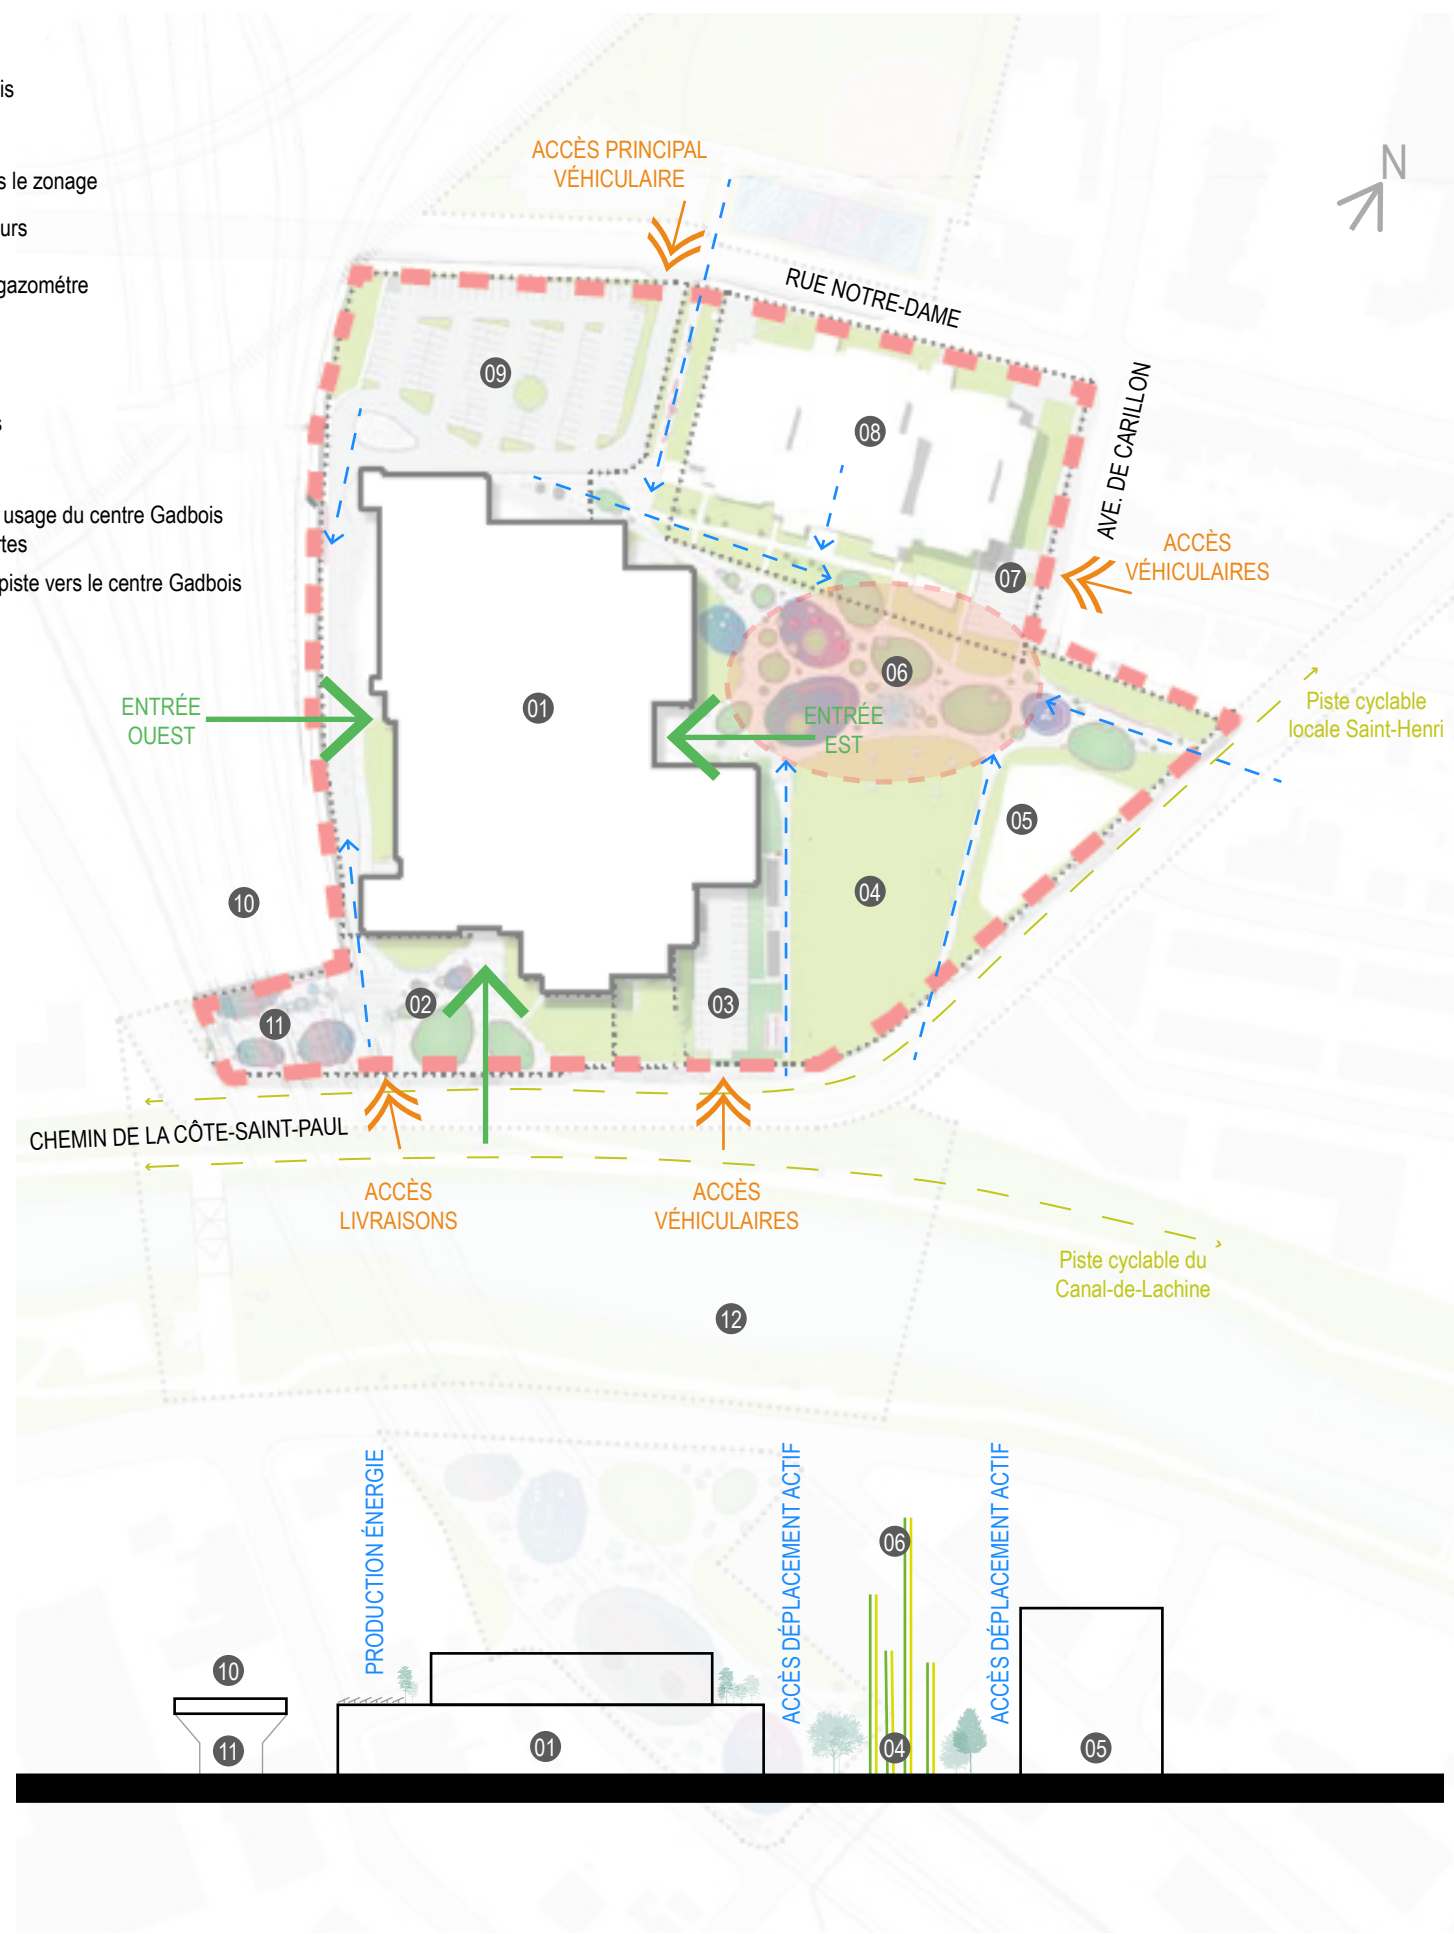 is
s le zonage
urs
gazométre
s
usage du centre Gadbois
tes
piste vers le centre Gadbois
ACCÈS PRINCIPAL
VÉHICULAIRE
N
RUE NOTRE-DAME
AVE. DE CARILLON
09
08
ACCÈS
VÉHICULAIRES
07
06
ENTRÉE
OUEST
01
ENTRÉE
EST
Piste cyclable
locale Saint-Henri
05
04
10
02
03
11
CHEMIN DE LA CÔTE-SAINT-PAUL
ACCÈS
LIVRAISONS
ACCÈS
VÉHICULAIRES
Piste cyclable du
Canal-de-Lachine
12
PRODUCTION ÉNERGIE
ACCÈS DÉPLACEMENT ACTIF
ACCÈS DÉPLACEMENT ACTIF
06
10
11
01
04
05